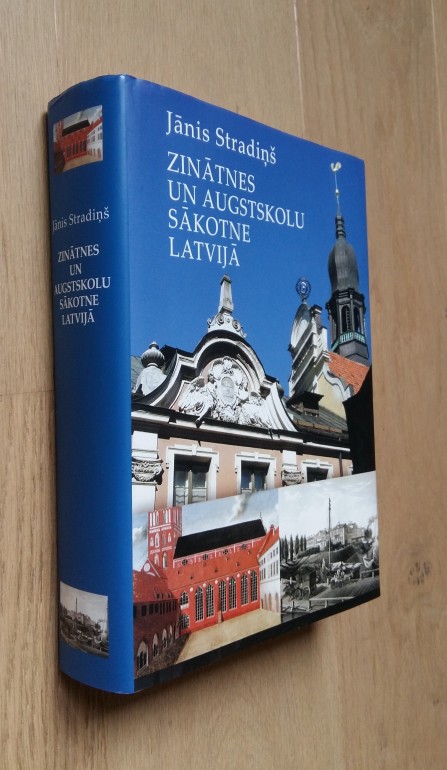 Jānis Stradiņš
ZINĀTNES
UN AUGSTSKOLU
SĀKOTNE
LATVIJĀ
Jānis Stradiņš
ZINĀTNES
UN
AUGSTSKOLU
SĀKOTNE
LATVIJĀ